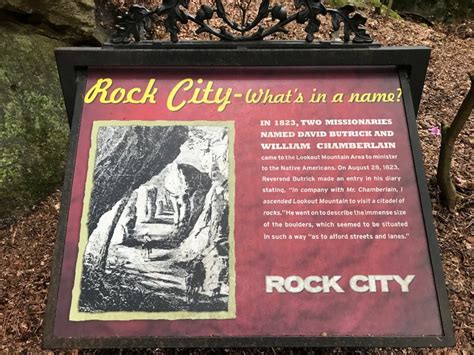 Rock City - What's in a name?
IN 1823, TWO MISSIONARIES
NAMED DAVID BUTRICK AND
WILLIAM CHAMBERLAIN
came to the Lookout Mountain Area to minister
to the Native Americans. On August 28, 1823,
Reverend Butrick made an entry in his diary
stating, "In company with Mr. Chamberlain, I
ascended Lookout Mountain to visit a citadel of
rocks." He went on to describe the immense size
of the boulders, which seemed to be situated
in such a way "as to afford streets and lanes."
ROCK CITY